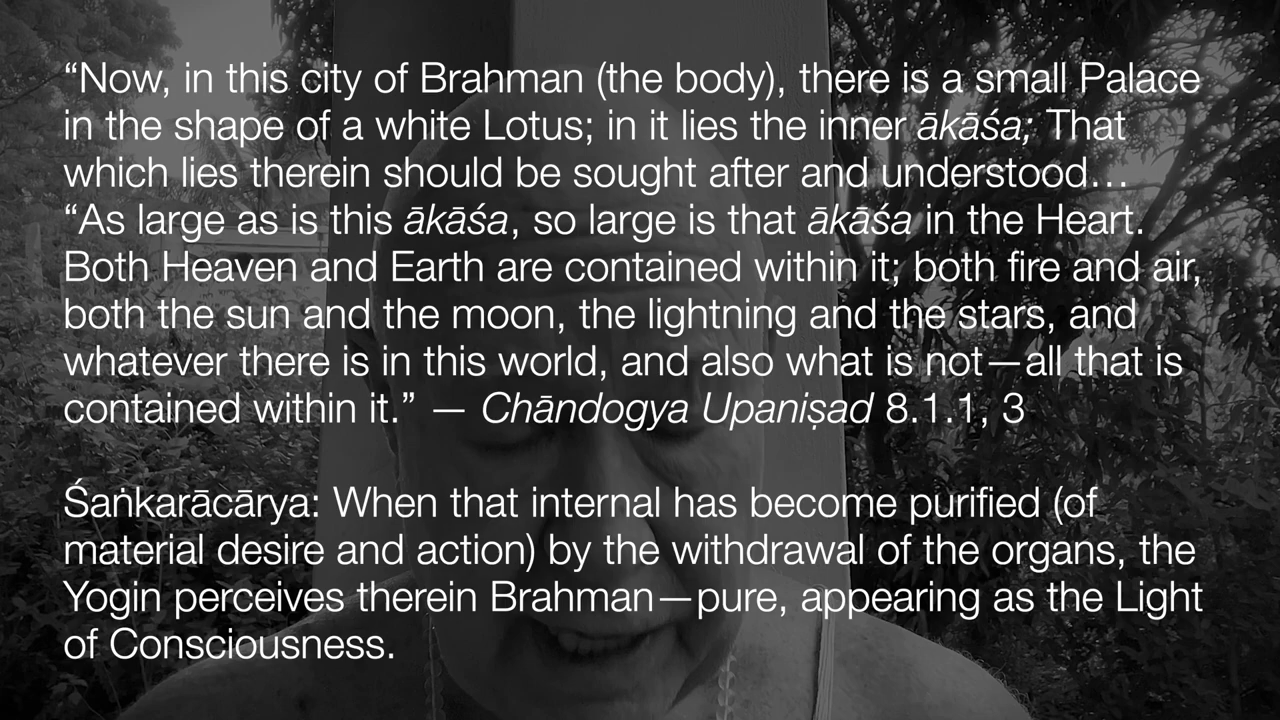 “Now, in this city of Brahman (the body), there is a small Palace
in the shape of a white Lotus; in it lies the inner ākāśa; That
which lies therein should be sought after and understood…
“As large as is this ākāśa, so large is that ākāśa in the Heart.
Both Heaven and Earth are contained within it; both fire and air,
both the sun and the moon, the lightning and the stars, and
whatever there is in this world, and also what is not—all that is
contained within it.” — Chāndogya Upaniṣad 8.1.1, 3
Śaṅkarācārya: When that internal has become purified (of
material desire and action) by the withdrawal of the organs, the
Yogin perceives therein Brahman—pure, appearing as the Light
of Consciousness.